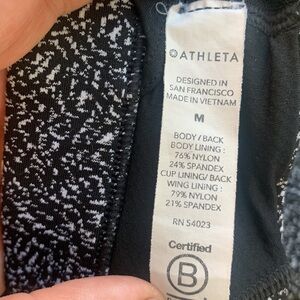 ATHLETA
DESIGNED IN
SAN FRANCISCO
MADE IN VIETNAM
M
BODY / BACK
BODY LINING :
76% NYLON
24% SPANDEX
CUP LINING/ BACK
WING LINING :
79% NYLON
21% SPANDEX
RN 54023
Certified
B